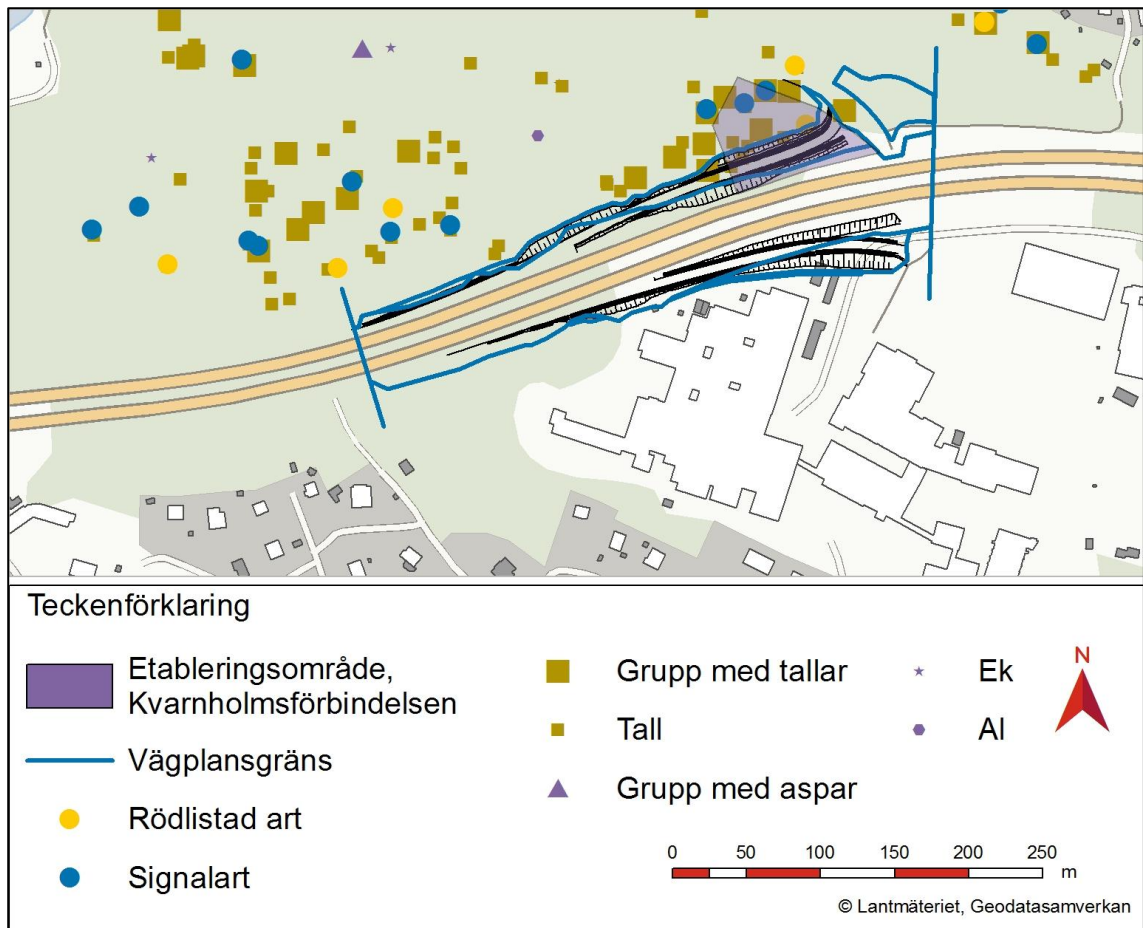 Teckenförklaring
Etableringsområde,
Kvarnholmsförbindelsen
Vägplansgräns
Rödlistad art
Signalart
Grupp med tallar
Tall
Grupp med aspar
Ek
Al
N
0 50 100 150 200 250
m
© Lantmäteriet, Geodatasamverkan